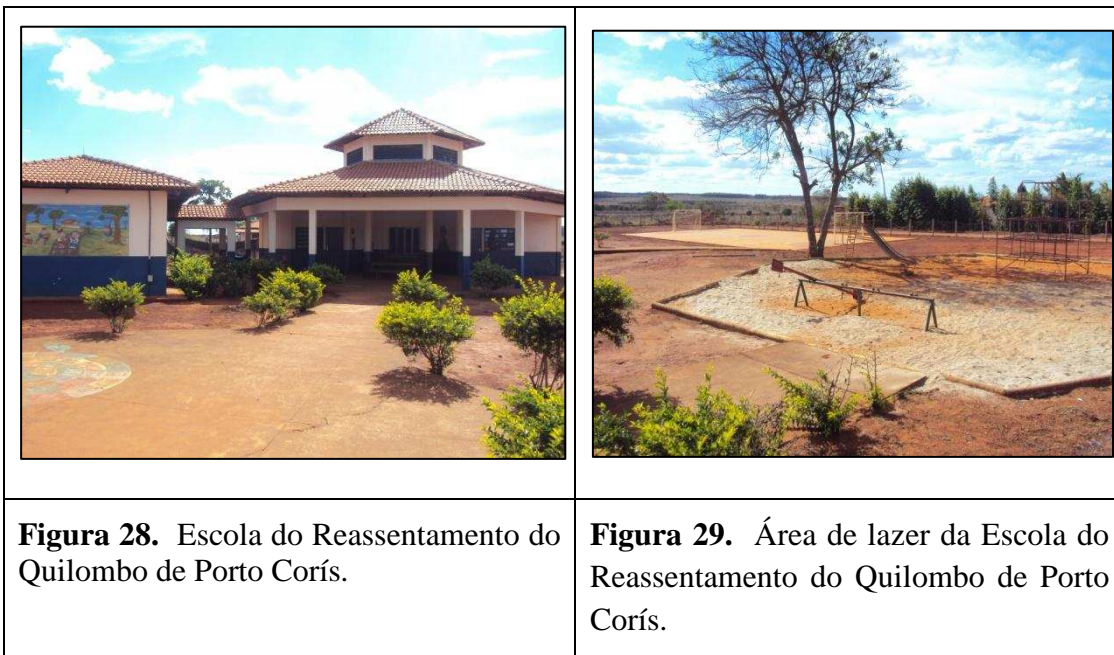 Figura 28. Escola do Reassentamento do
Quilombo de Porto Corís.
Figura 29. Área de lazer da Escola do
Reassentamento do Quilombo de Porto
Corís.